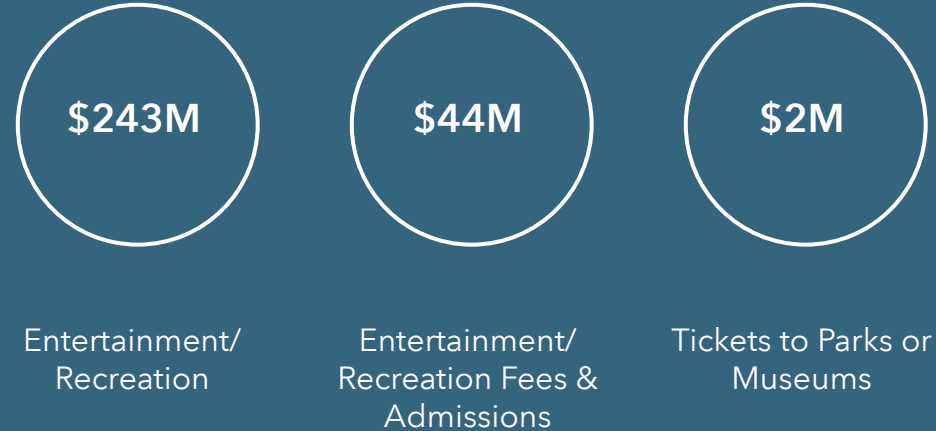 $243M
$44M
$2M
Entertainment/
Recreation
Entertainment/
Recreation Fees &
Admissions
Tickets to Parks or
Museums